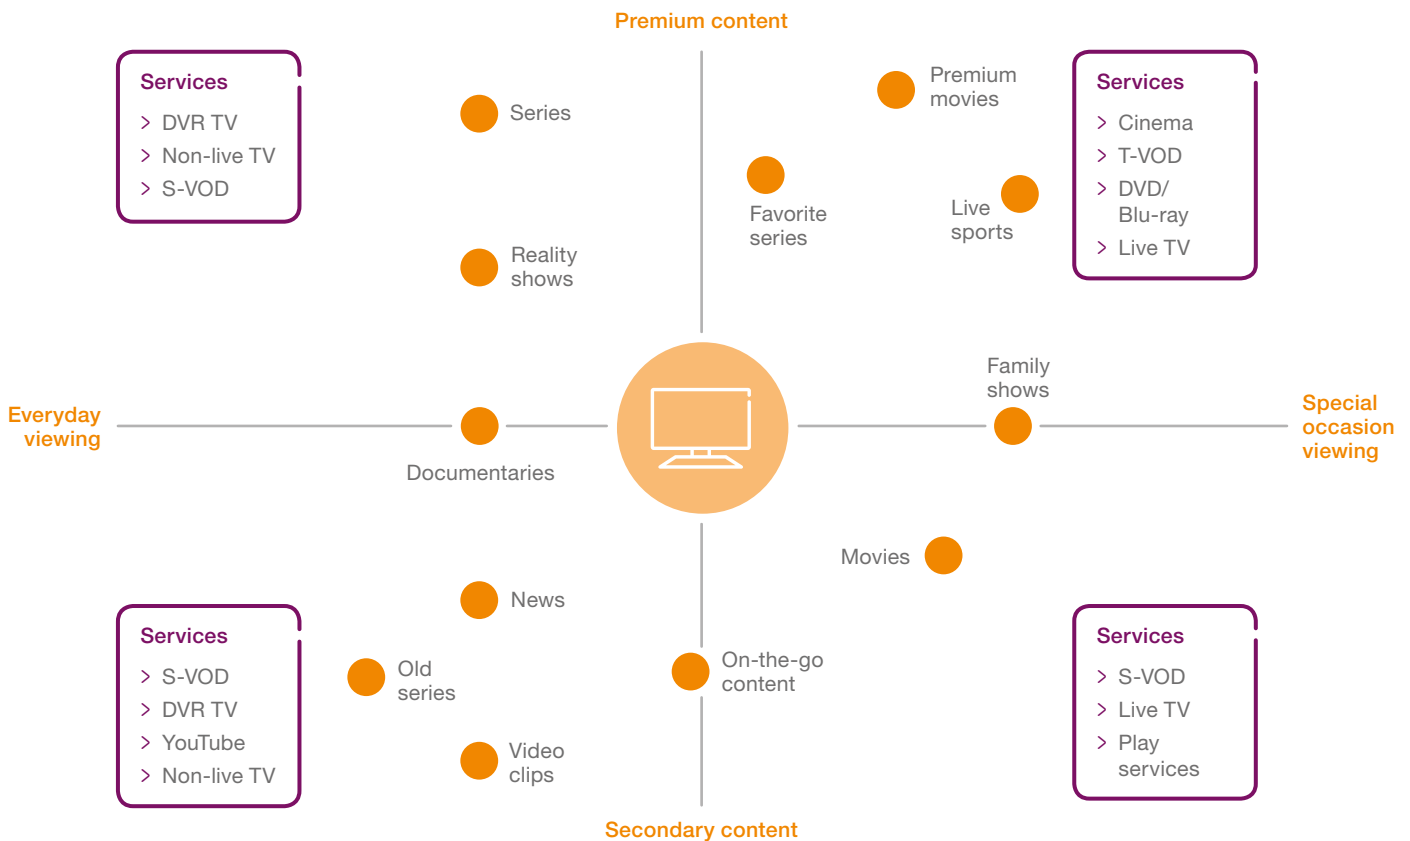 Premium content
Services
DVR TV
Non-live TV
S-VOD
Series
Reality
shows
Premium
movies
Favorite
series
Live
sports
Services
Cinema
T-VOD
DVD/
Blu-ray
Live TV
Everyday
viewing
Documentaries
Family
shows
Special
occasion
viewing
Services
S-VOD
DVR TV
YouTube
Non-live TV
News
Old
series
Video
clips
On-the-go
content
Movies
Services
S-VOD
Live TV
Play
services
Secondary content